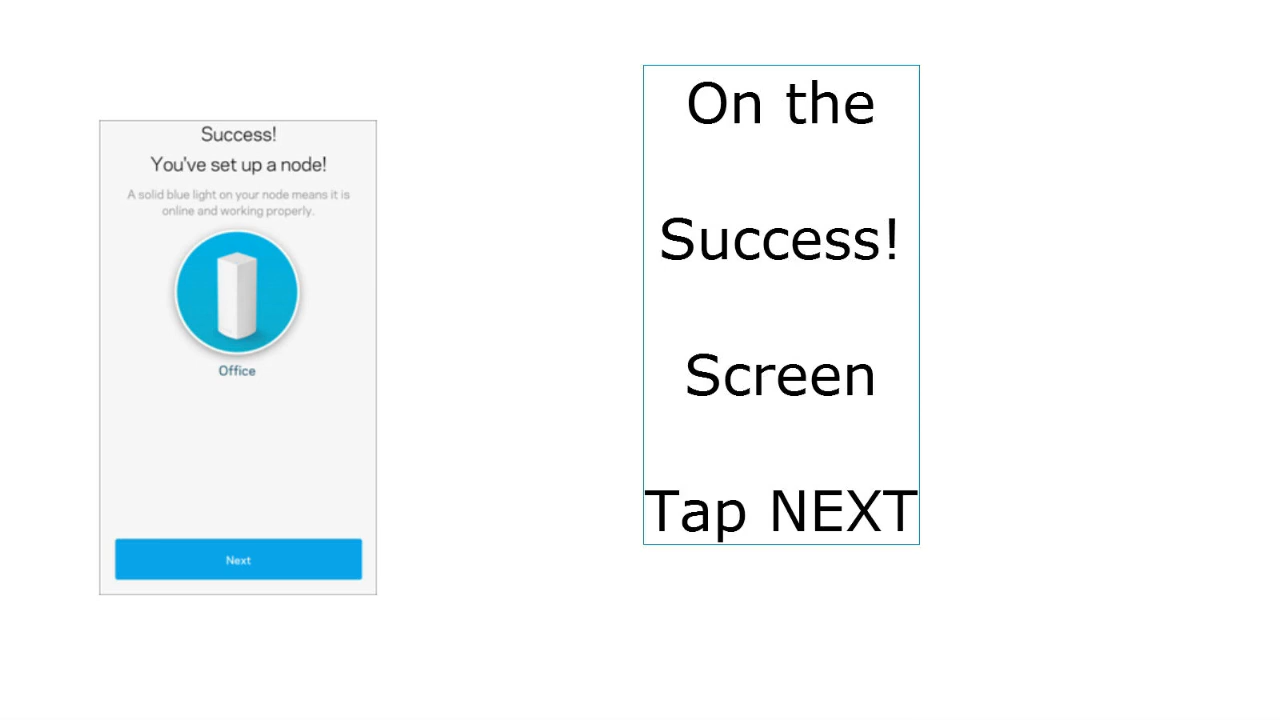 Success!
You've set up a node!
A solid blue light on your node means it is
online and working properly.
Office
Next
On the
Success!
Screen
Tap NEXT